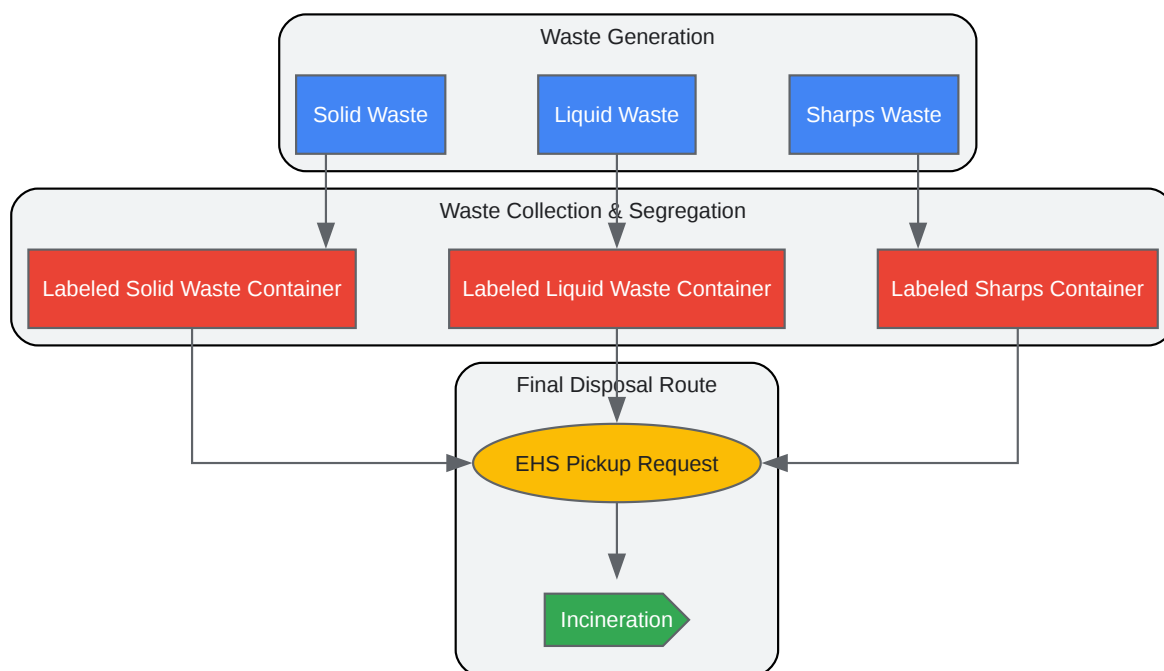 Waste Generation
Solid Waste
Liquid Waste
Sharps Waste
Waste Collection & Segregation
Labeled Solid Waste Container
Labeled Liquid Waste Container
Labeled Sharps Container
Final Disposal Route
EHS Pickup Request
Incineration